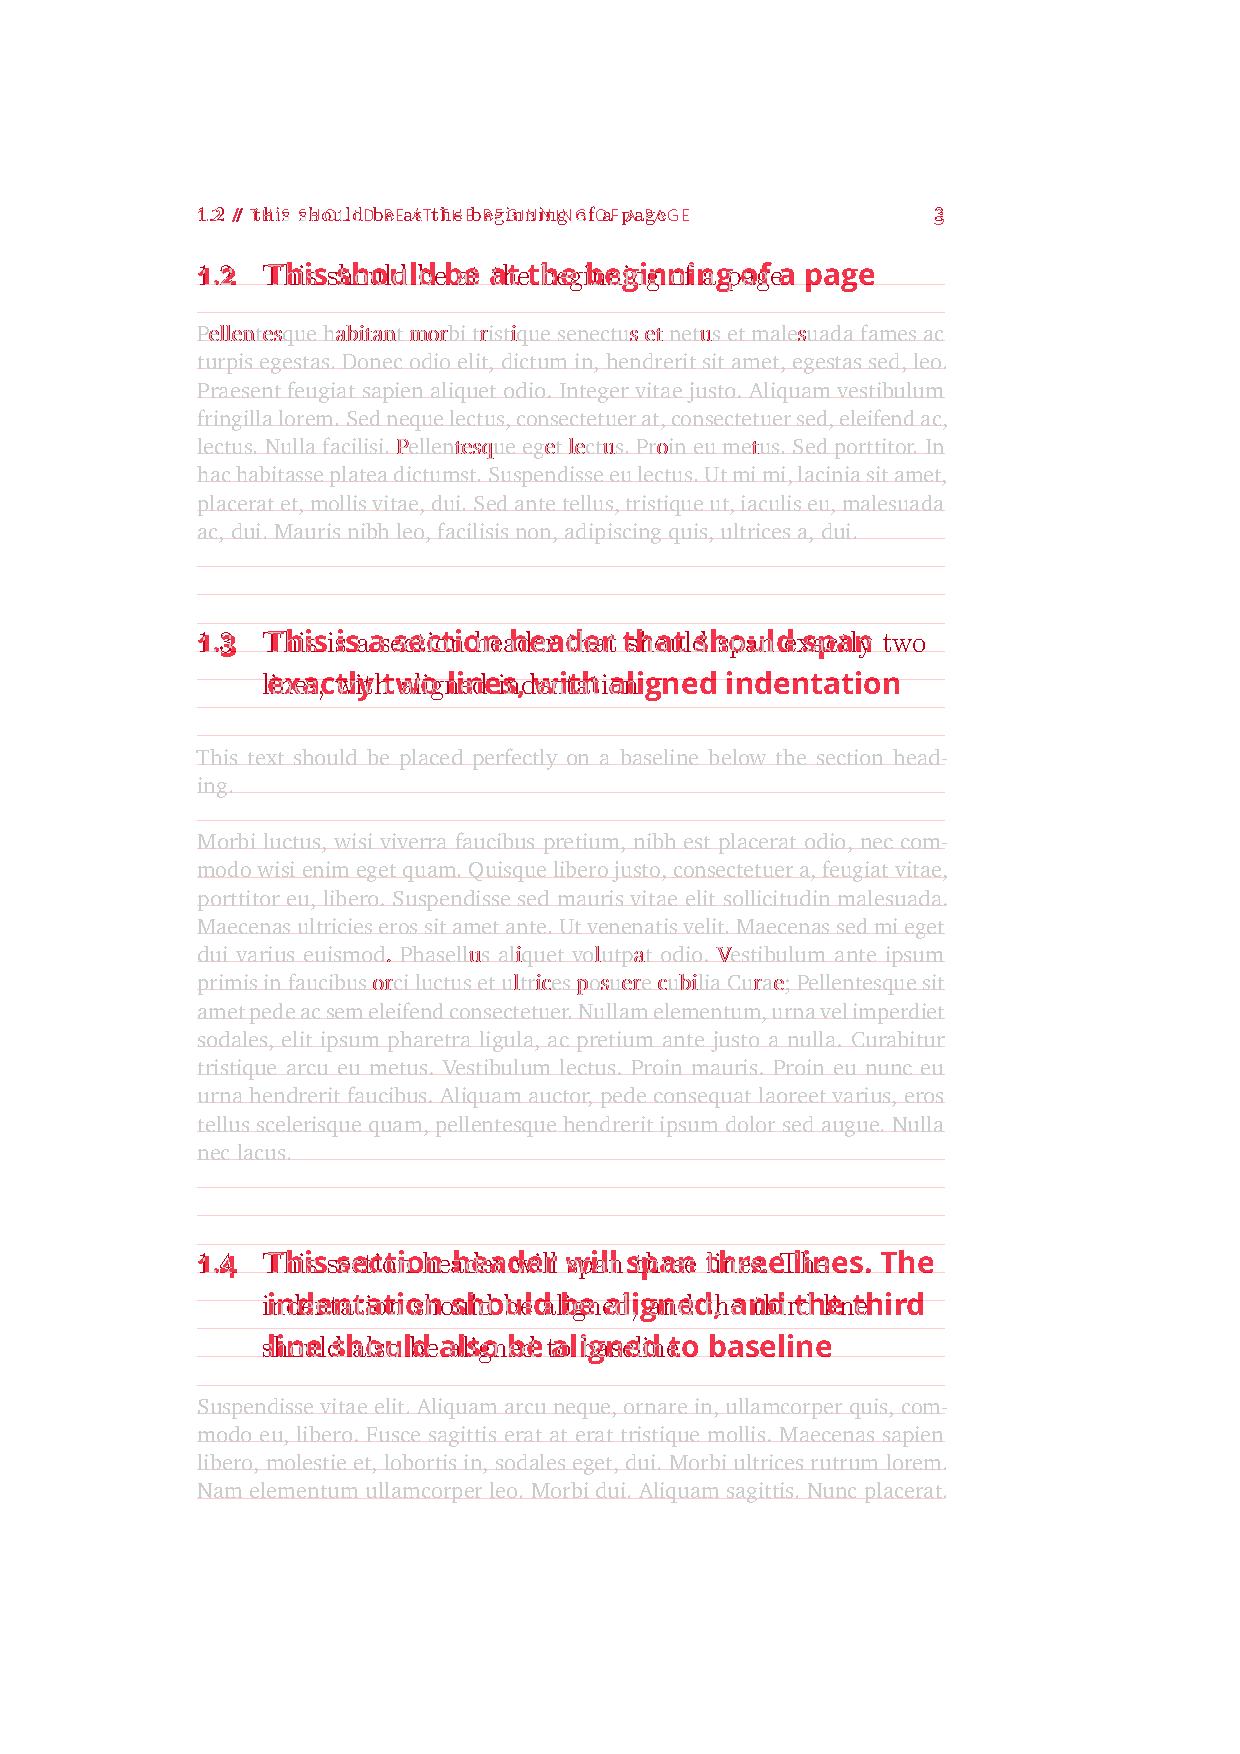 1.2 // this should be at the beginning of a page 3
1.2 This should be at the beginning of a page
Pellentesque habitant morbi tristique senectus et netus et malesuada fames ac
turpis egestas. Donec odio elit, dictum in, hendrerit sit amet, egestas sed, leo.
Praesent feugiat sapien aliquet odio. Integer vitae justo. Aliquam vestibulum
fringilla lorem. Sed neque lectus, consectetuer at, consectetuer sed, eleifend ac,
lectus. Nulla facilisi. Pellentesque eget lectus. Proin eu metus. Sed porttitor. In
hac habitasse platea dictumst. Suspendisse eu lectus. Ut mi mi, lacinia sit amet,
placerat et, mollis vitae, dui. Sed ante tellus, tristique ut, iaculis eu, malesuada
ac, dui. Mauris nibh leo, facilisis non, adipiscing quis, ultrices a, dui.
1.3 This is a section header that should span
exactly two lines, with aligned indentation
This text should be placed perfectly on a baseline below the section head-
ing.
Morbi luctus, wisi viverra faucibus pretium, nibh est placerat odio, nec com-
modo wisi enim eget quam. Quisque libero justo, consectetuer a, feugiat vitae,
porttitor eu, libero. Suspendisse sed mauris vitae elit sollicitudin malesuada.
Maecenas ultricies eros sit amet ante. Ut venenatis velit. Maecenas sed mi eget
dui varius euismod. Phasellus aliquet volutpat odio. Vestibulum ante ipsum
primis in faucibus orci luctus et ultrices posuere cubilia Curae; Pellentesque sit
amet pede ac sem eleifend consectetuer. Nullam elementum, urna vel imperdiet
sodales, elit ipsum pharetra ligula, ac pretium ante justo a nulla. Curabitur
tristique arcu eu metus. Vestibulum lectus. Proin mauris. Proin eu nunc eu
urna hendrerit faucibus. Aliquam auctor, pede consequat laoreet varius, eros
tellus scelerisque quam, pellentesque hendrerit ipsum dolor sed augue. Nulla
nec lacus.
1.4 This section header will span three lines. The
indentation should be aligned, and the third
line should also be aligned to baseline
Suspendisse vitae elit. Aliquam arcu neque, ornare in, ullamcorper quis, com-
modo eu, libero. Fusce sagittis erat at erat tristique mollis. Maecenas sapien
libero, molestie et, lobortis in, sodales eget, dui. Morbi ultrices rutrum lorem.
Nam elementum ullamcorper leo. Morbi dui. Aliquam sagittis. Nunc placerat.